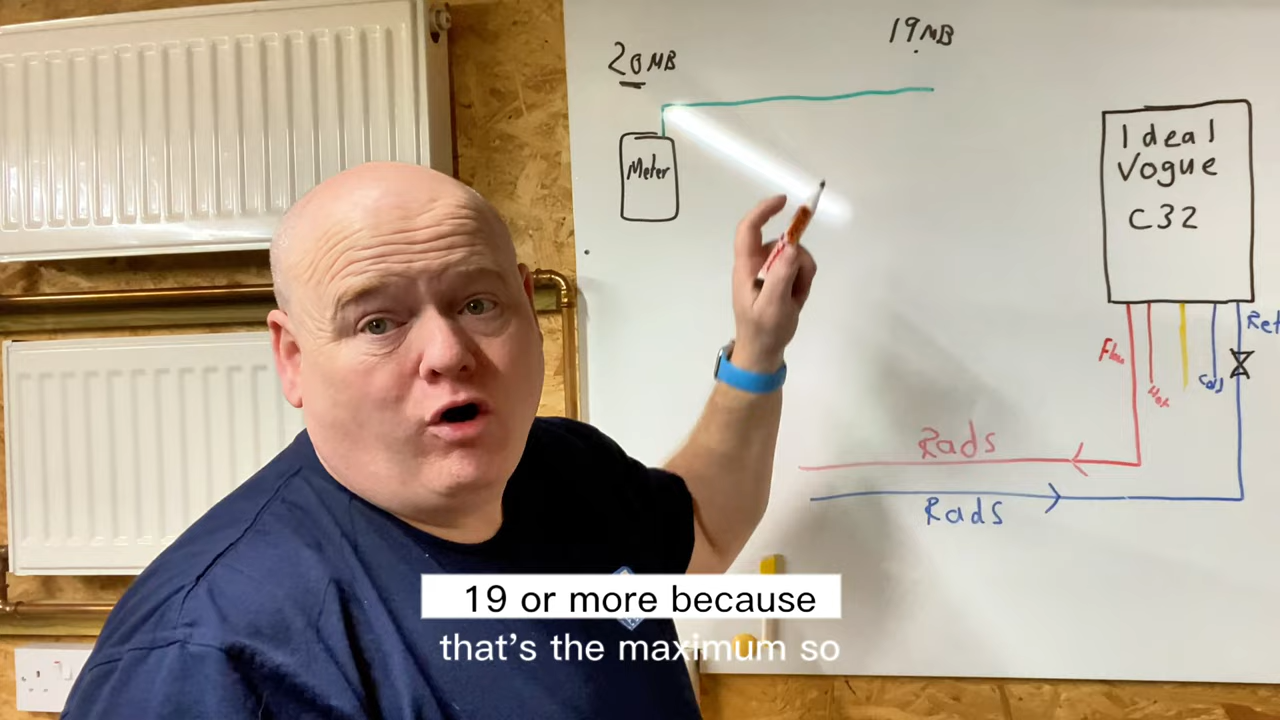 19MB
20MB
Meter
Ideal
Vogue
C32
Ret
Flow
Hot
Cold
Rads
Rads
19 or more because
that's the maximum so